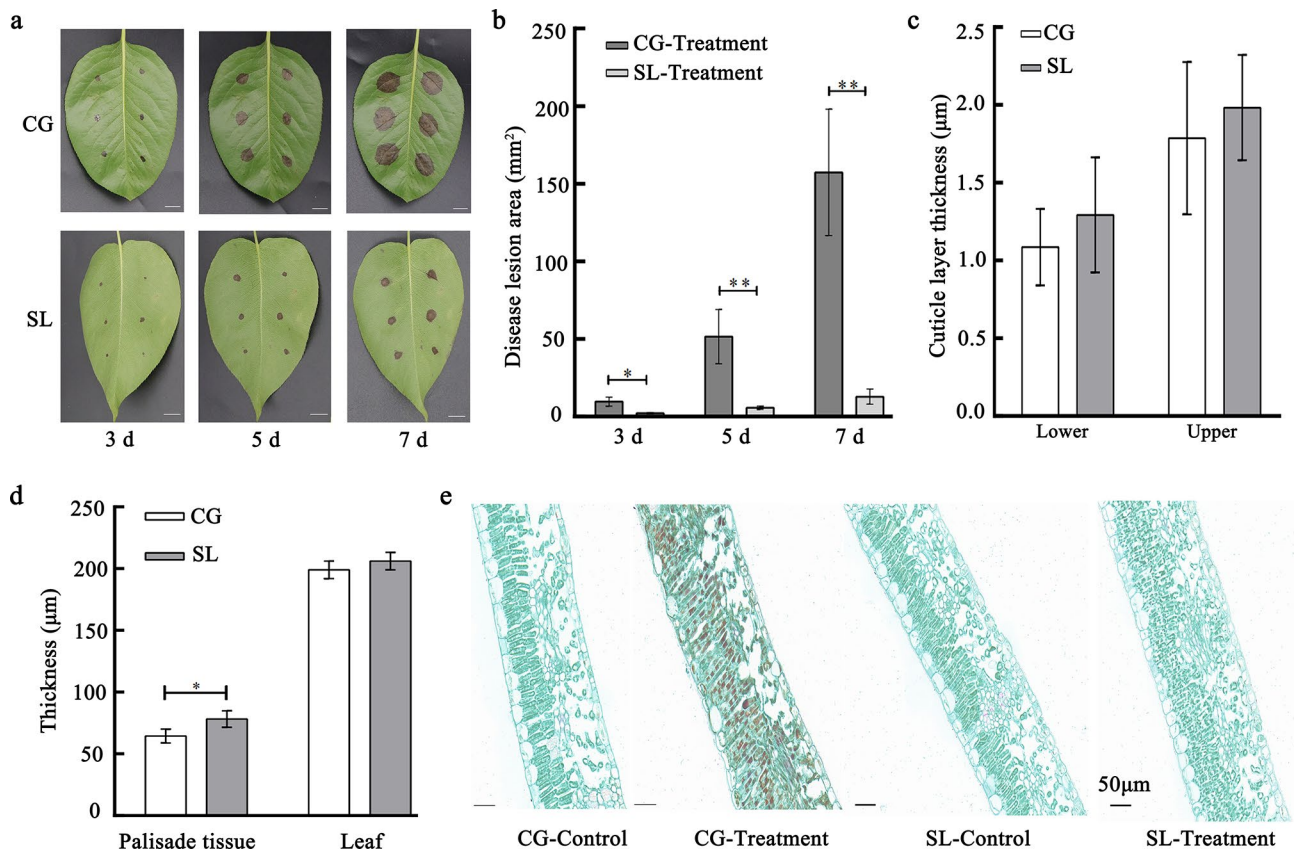 a
CG
SL
3 d
5 d
7 d
b
Disease lesion area (mm²)
250
200
150
100
50
0
CG-Treatment
SL-Treatment
*
**
**
3 d
5 d
7 d
c
Cuticle layer thickness (μm)
2.5
2.0
1.5
1.0
0.5
0.0
CG
SL
Lower
Upper
d
Thickness (μm)
250
200
150
100
50
0
CG
SL
*
Palisade tissue
Leaf
e
50μm
CG-Control
CG-Treatment
SL-Control
SL-Treatment